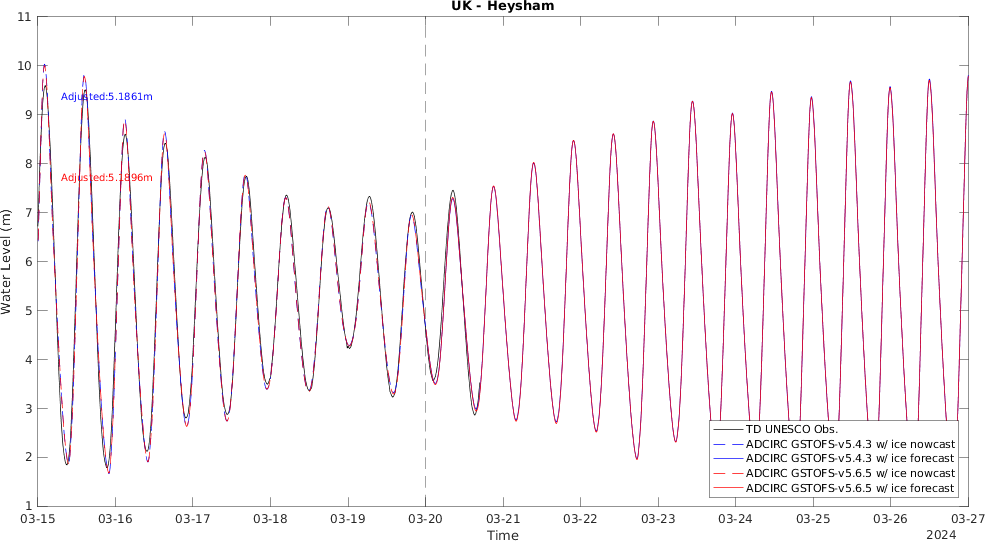 UK - Heysham
11
10
9
8
7
6
5
4
3
2
1
Water Level (m)
Adjusted:5.1861m
Adjusted:5.1896m
TD UNESCO Obs.
ADCIRC GSTOFS-v5.4.3 w/ ice nowcast
ADCIRC GSTOFS-v5.4.3 w/ ice forecast
ADCIRC GSTOFS-v5.6.5 w/ ice nowcast
ADCIRC GSTOFS-v5.6.5 w/ ice forecast
03-15 03-16 03-17 03-18 03-19 03-20 03-21 03-22 03-23 03-24 03-25 03-26 03-27
Time
2024